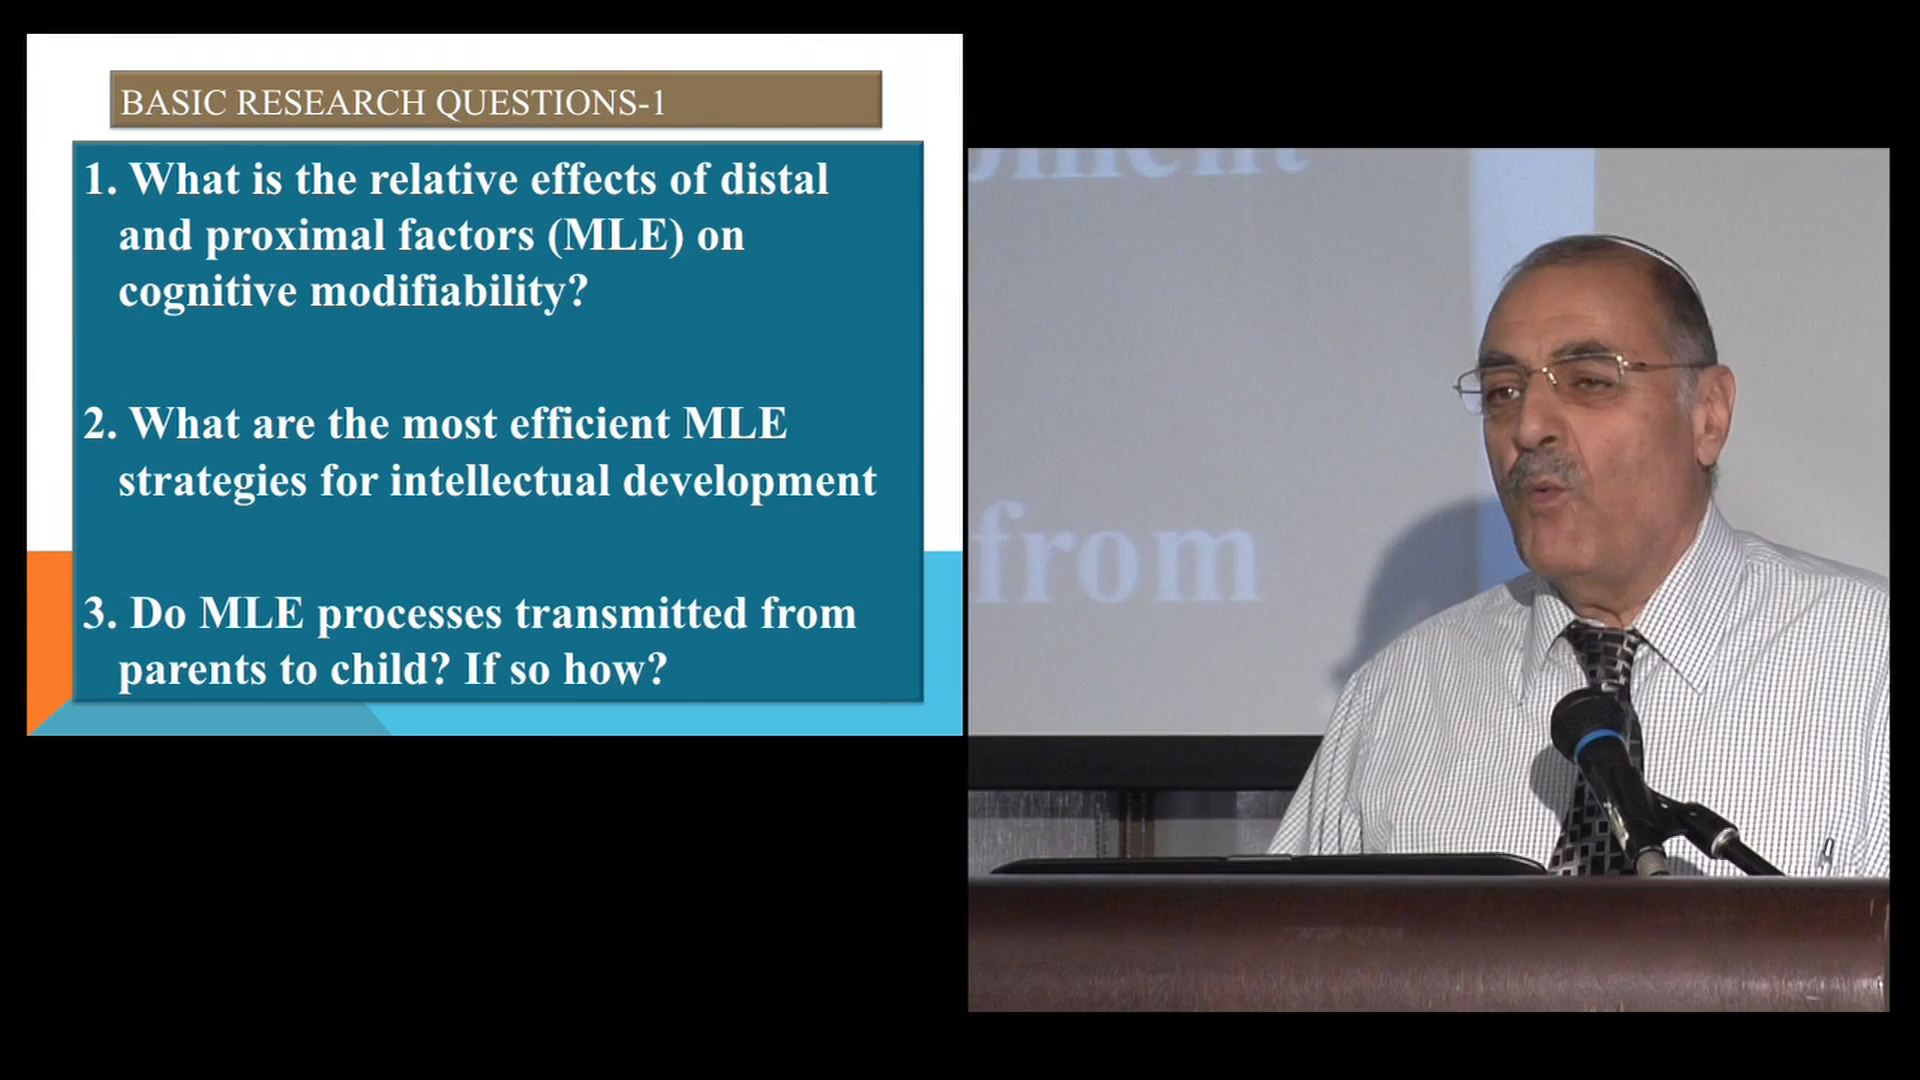 BASIC RESEARCH QUESTIONS-1
1. What is the relative effects of distal
and proximal factors (MLE) on
cognitive modifiability?
2. What are the most efficient MLE
strategies for intellectual development
3. Do MLE processes transmitted from
parents to child? If so how?
from